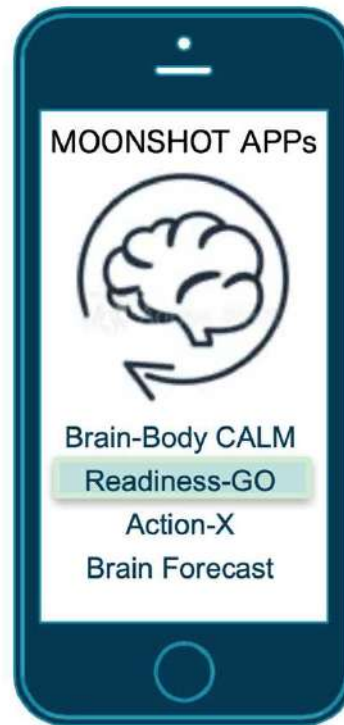 MOONSHOT APPs
Brain-Body CALM
Readiness-GO
Action-X
Brain Forecast